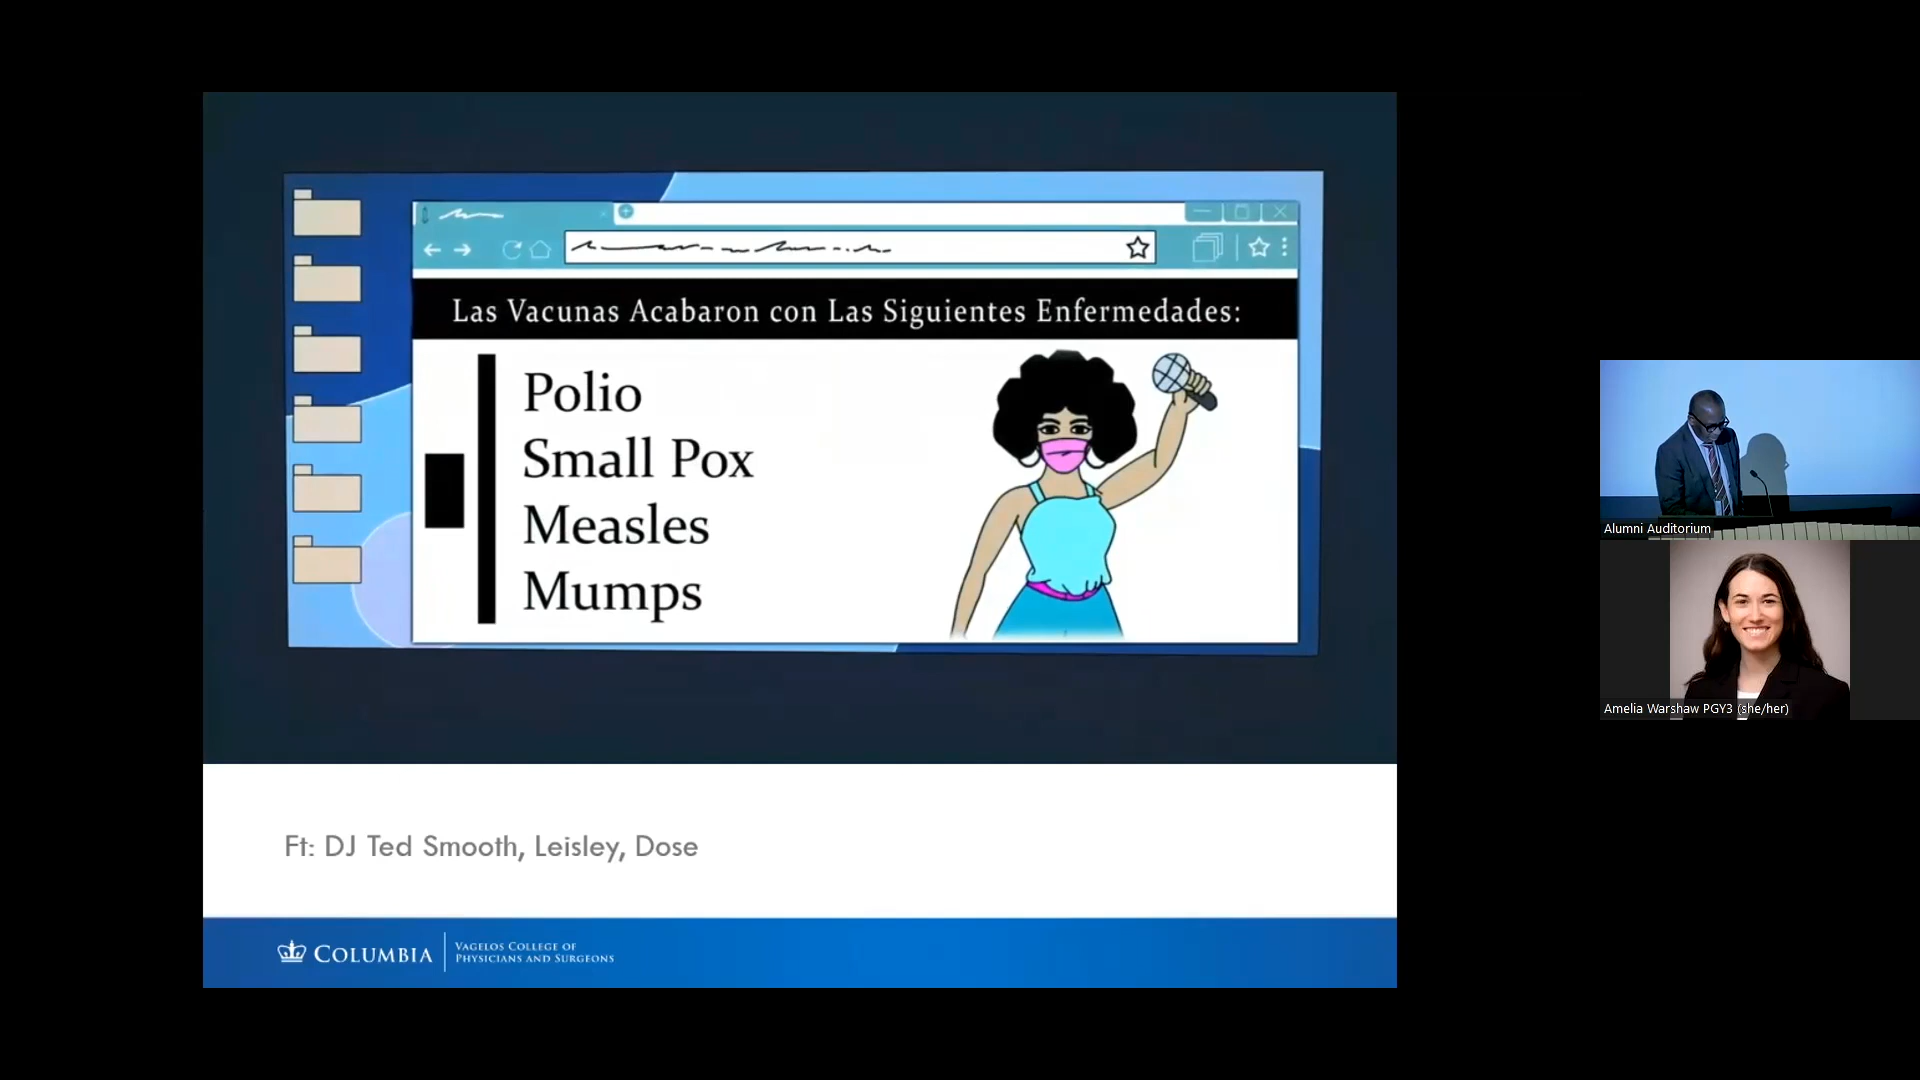 Las Vacunas Acabaron con Las Siguientes Enfermedades:
Polio
Small Pox
Measles
Mumps
Ft: DJ Ted Smooth, Leisley, Dose
COLUMBIA
VAGELOS COLLEGE OF
PHYSICIANS AND SURGEONS
Alumni Auditorium
Amelia Warshaw PGY3 (she/her)